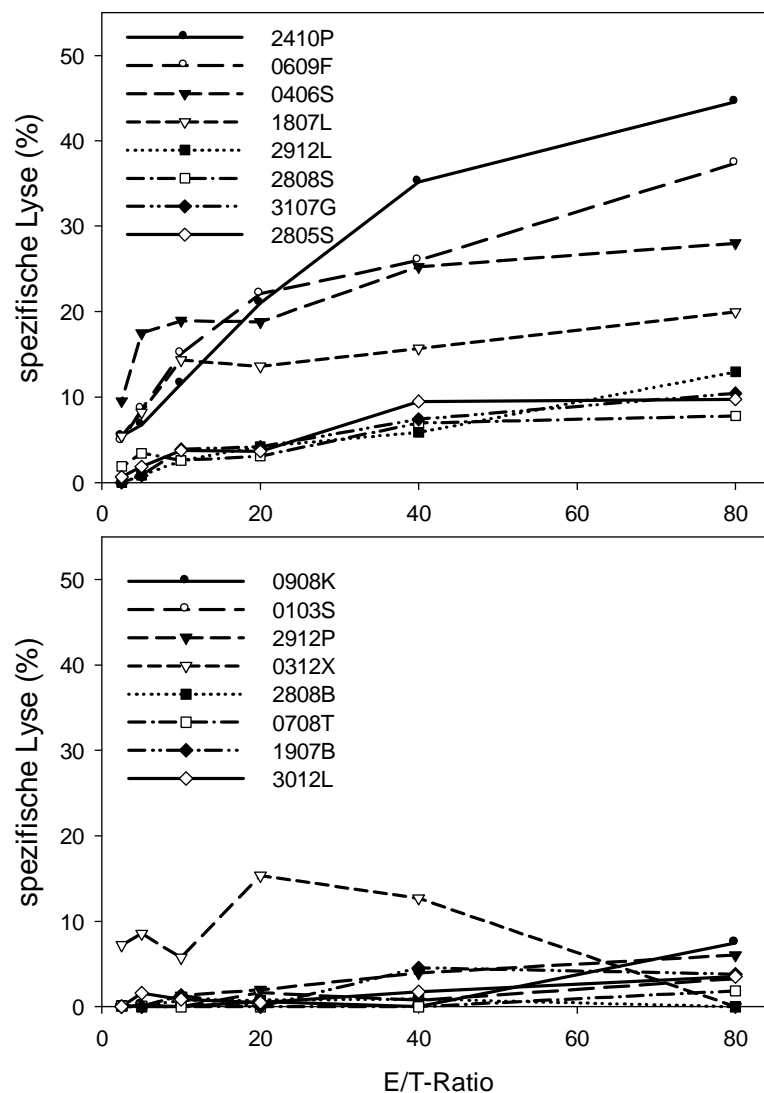 50
40
30
20
10
0
spezifische Lyse (%)
2410P
0609F
0406S
1807L
2912L
2808S
3107G
2805S
0 20 40 60 80
50
40
30
20
10
0
spezifische Lyse (%)
0908K
0103S
2912P
0312X
2808B
0708T
1907B
3012L
0 20 40 60 80
E/T-Ratio